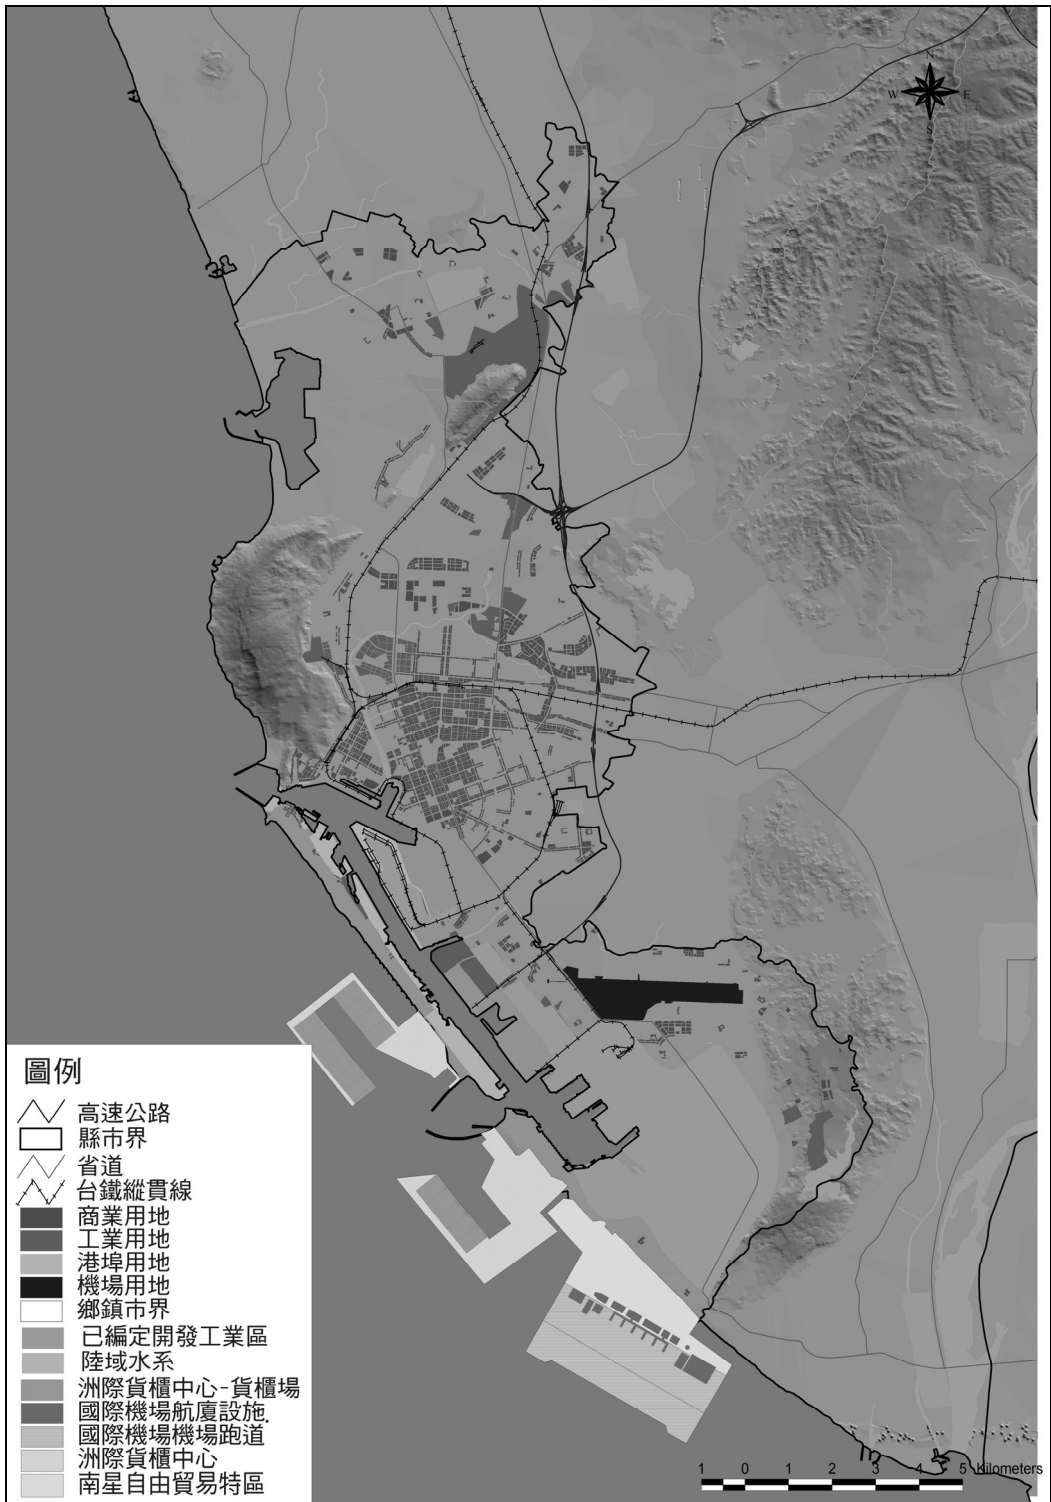 N
W E
S
圖例
高速公路
縣市界
省道
台鐵縱貫線
商業用地
工業用地
港埠用地
機場用地
鄉鎮市界
已編定開發工業區
陸域水系
洲際貨櫃中心-貨櫃場
國際機場航廈設施
國際機場機場跑道
洲際貨櫃中心
南星自由貿易特區
1 0 1 2 3 4 5 Kilometers